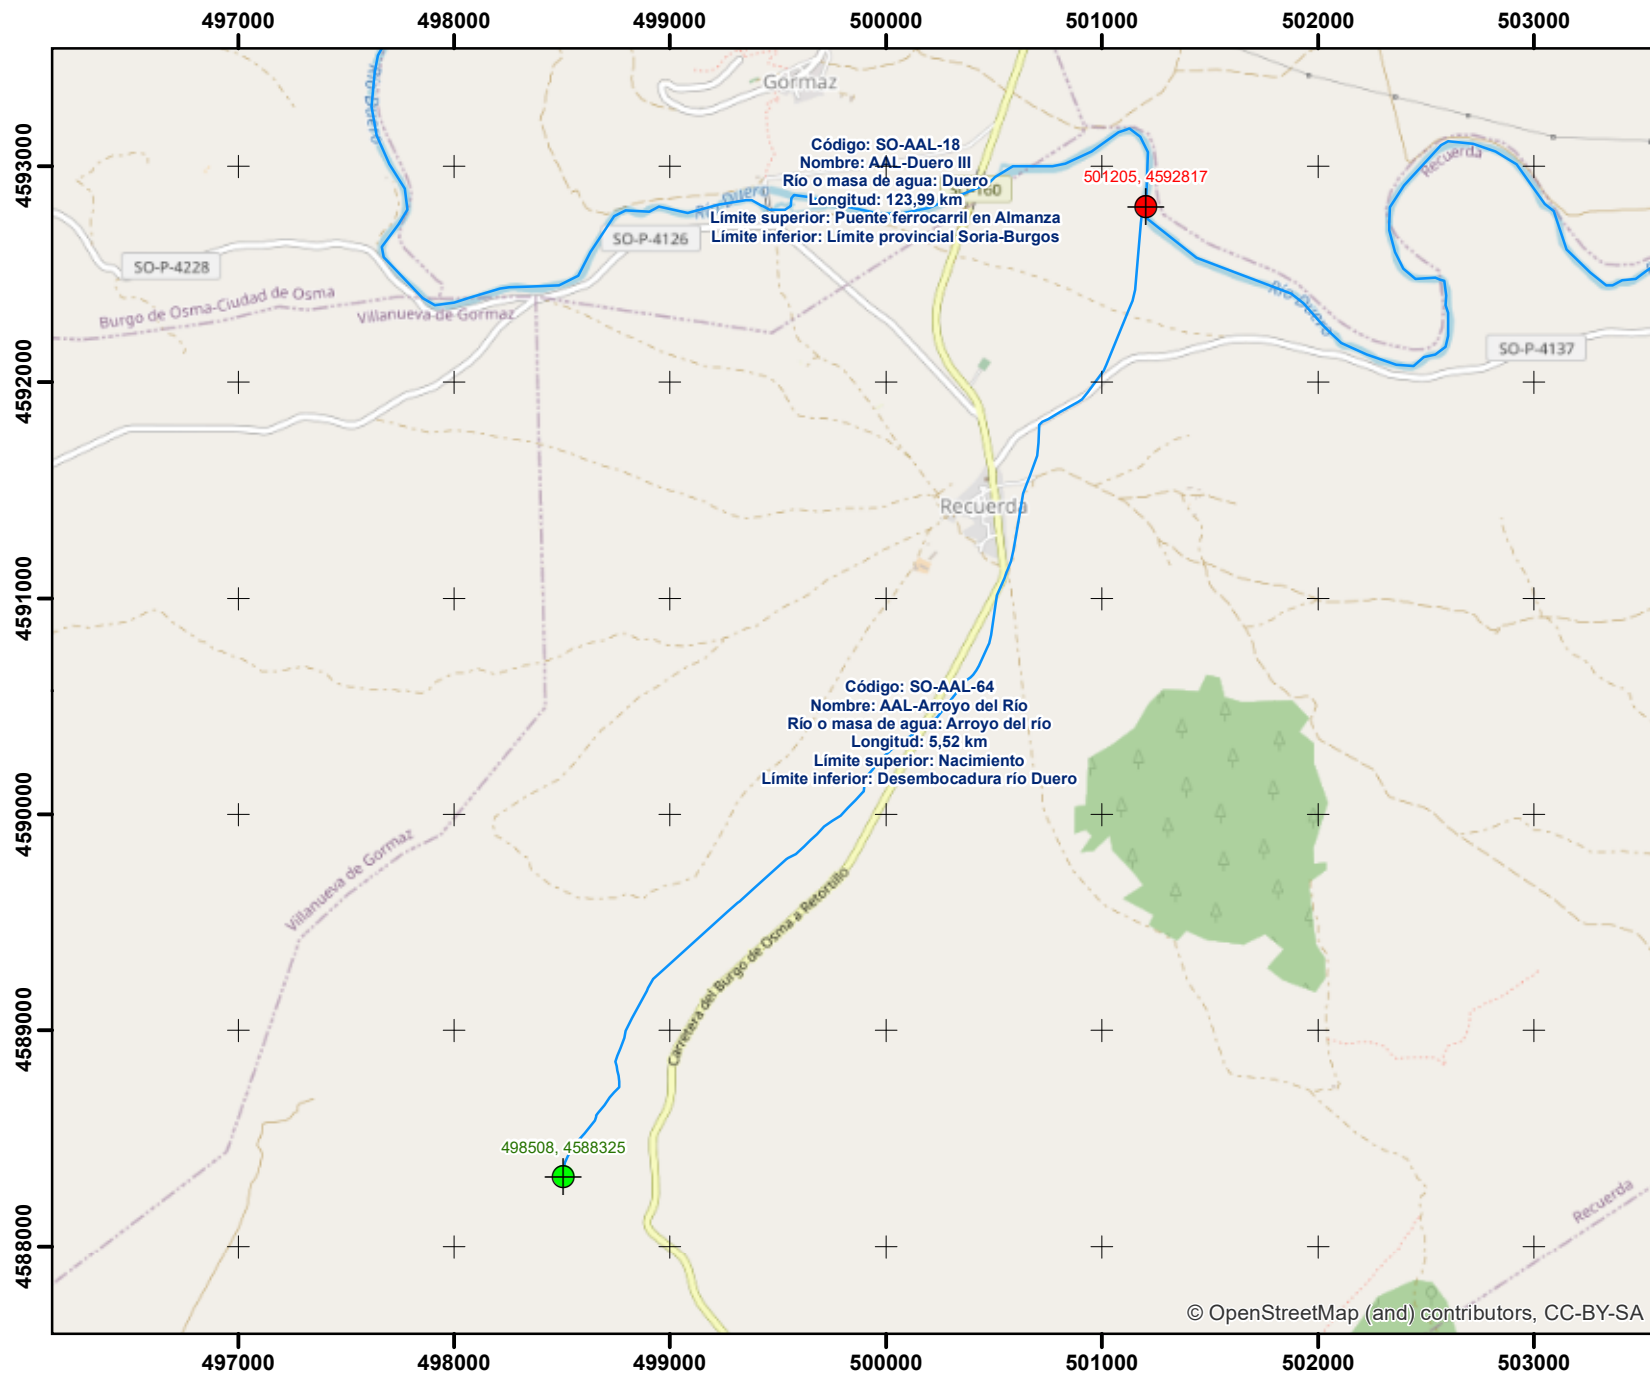 497000 498000 499000 500000 501000 502000 503000
4593000
4592000
4591000
4590000
4589000
4588000
Río Duero
Gormaz
Código: SO-AAL-18
Nombre: AAL-Duero III
Río o masa de agua: Duero
Longitud: 123,99 km
Límite superior: Puente ferrocarril en Almanza
Límite inferior: Límite provincial Soria-Burgos
Río Duero
501205, 4592817
Recuerda
SO-P-4126
SO-P-4228
Burgo de Osma-Ciudad de Osma
Villanueva de Gormaz
Río Duero
SO-P-4137
Recuerda
Código: SO-AAL-64
Nombre: AAL-Arroyo del Río
Río o masa de agua: Arroyo del río
Longitud: 5,52 km
Límite superior: Nacimiento
Límite inferior: Desembocadura río Duero
Villanueva de Gormaz
Carretera del Burgo de Osma a Retortillo
498508, 4588325
Recuerda
© OpenStreetMap (and) contributors, CC-BY-SA
497000 498000 499000 500000 501000 502000 503000